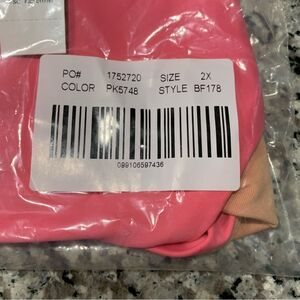 PO# 1752720 SIZE 2X
COLOR PK5748 STYLE BF178
099106597436